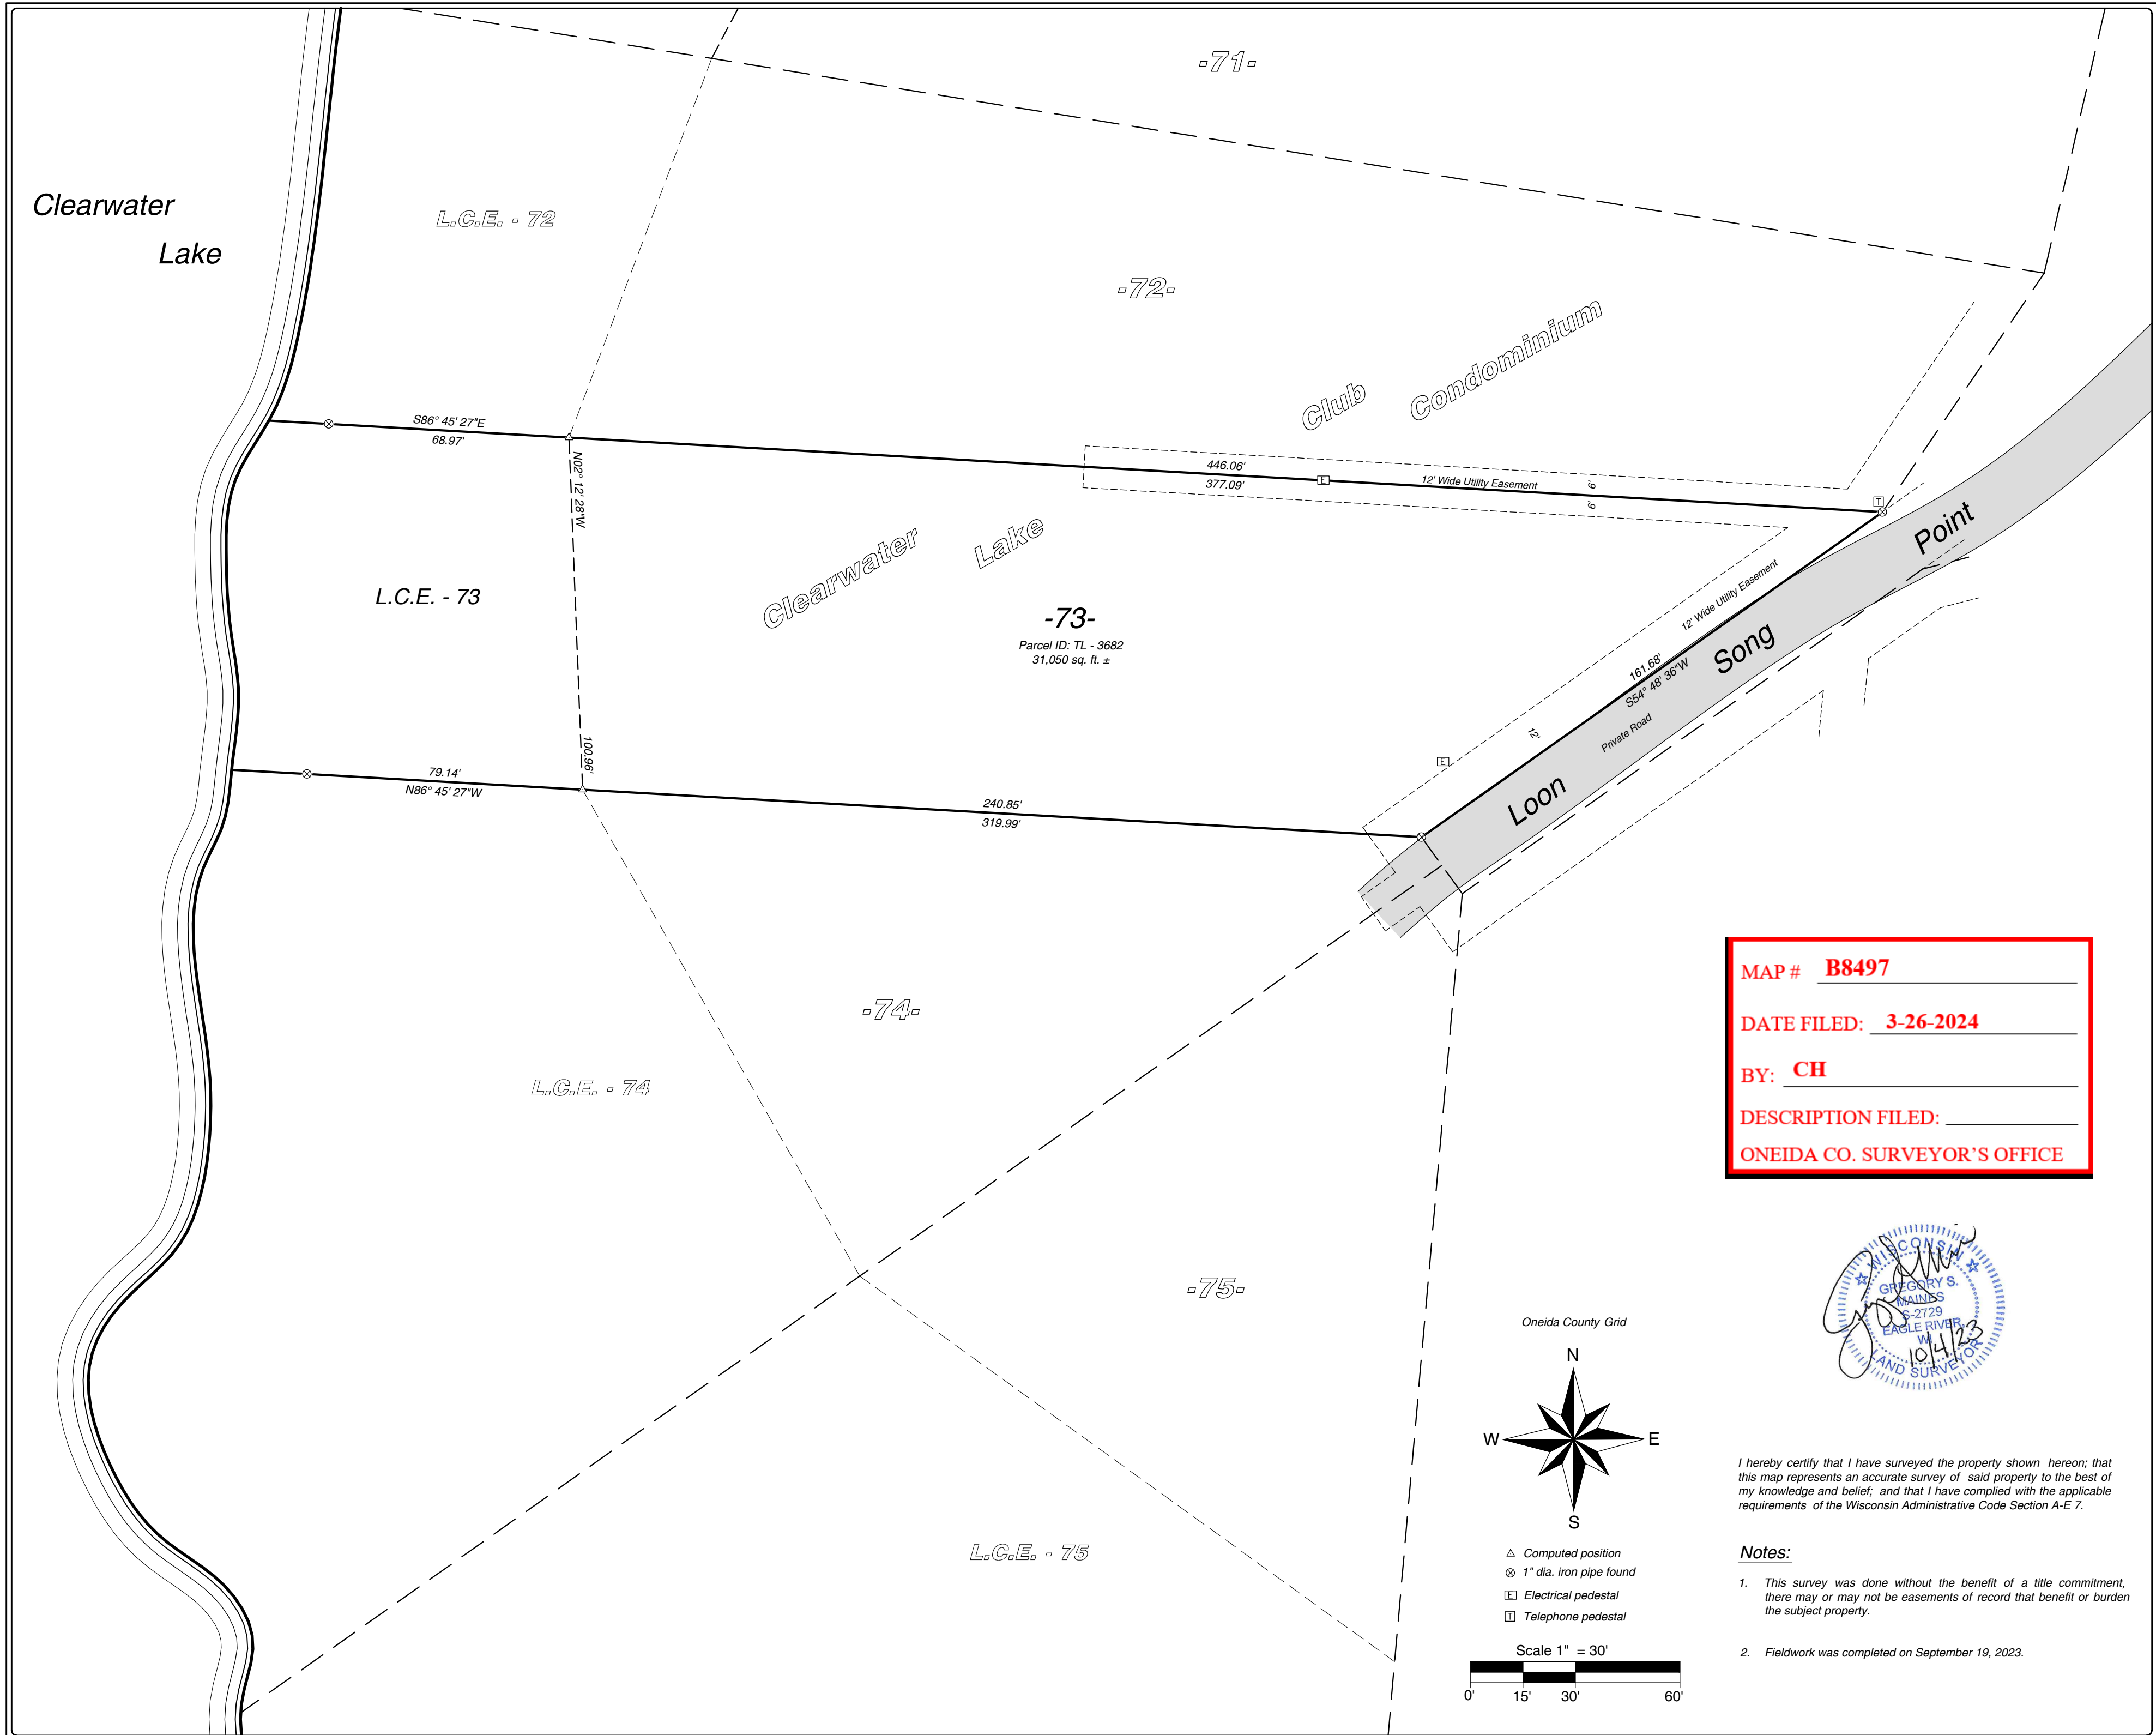 -71-
Clearwater
Lake
L.C.E. - 72
-72-
Club Condominium
S86° 45' 27"E
68.97'
N02° 12' 28"W
100.96'
446.06'
377.09'
12' Wide Utility Easement
6'
6'
E
T
Clearwater Lake
L.C.E. - 73
-73-
Parcel ID: TL - 3682
31,050 sq. ft. ±
12' Wide Utility Easement
161.68'
S54° 48' 36"W
Private Road
12'
E
Loon Song Point
79.14'
N86° 45' 27"W
240.85'
319.99'
-74-
L.C.E. - 74
-75-
L.C.E. - 75
MAP # B8497
DATE FILED: 3-26-2024
BY: CH
DESCRIPTION FILED:
ONEIDA CO. SURVEYOR'S OFFICE
WISCONSIN
GREGORY S.
MAINES
S-2729
EAGLE RIVER,
WI
10/4/23
LAND SURVEYOR
Oneida County Grid
N
W E
S
Computed position
1" dia. iron pipe found
E Electrical pedestal
T Telephone pedestal
Scale 1" = 30'
0' 15' 30' 60'
I hereby certify that I have surveyed the property shown hereon; that
this map represents an accurate survey of said property to the best of
my knowledge and belief; and that I have complied with the applicable
requirements of the Wisconsin Administrative Code Section A-E 7.
Notes:
1. This survey was done without the benefit of a title commitment,
there may or may not be easements of record that benefit or burden
the subject property.
2. Fieldwork was completed on September 19, 2023.